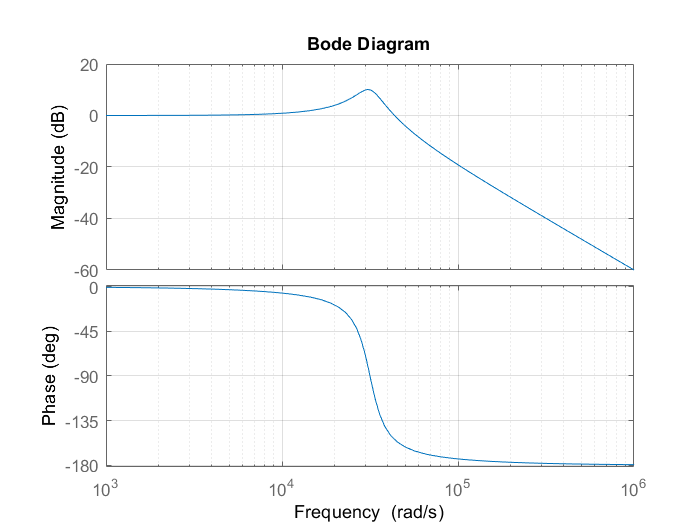 Bode Diagram
Magnitude (dB)
20
0
-20
-40
-60
Phase (deg)
0
-45
-90
-135
-180
10³ 10⁴ 10⁵ 10⁶
Frequency (rad/s)